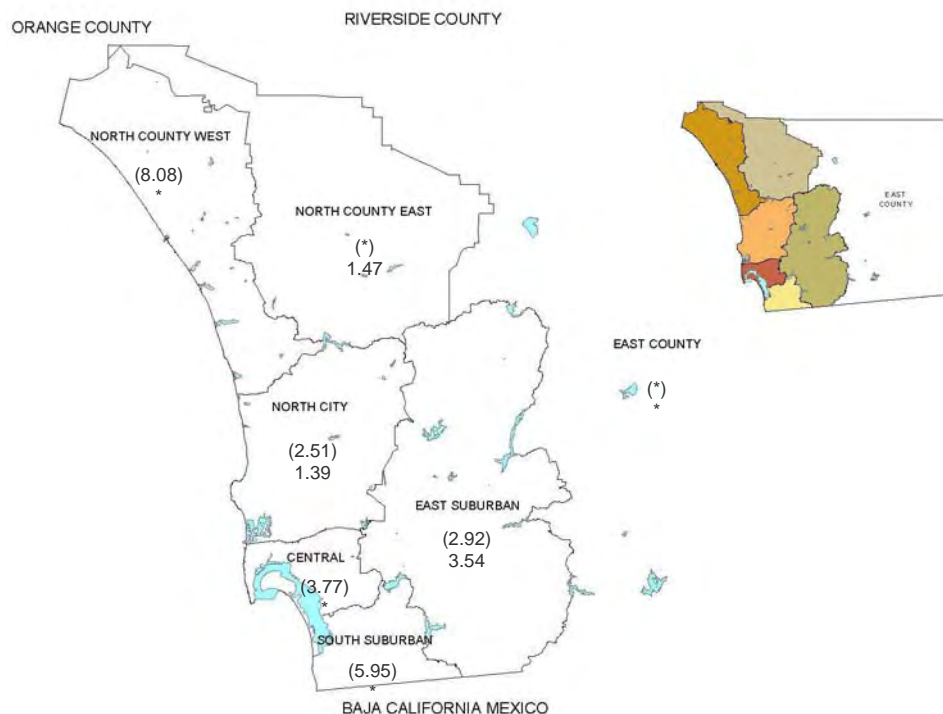 RIVERSIDE COUNTY
ORANGE COUNTY
NORTH COUNTY WEST
(8.08)
*
NORTH COUNTY EAST
(*)
1.47
EAST
COUNTY
EAST COUNTY
(*)
*
NORTH CITY
(2.51)
1.39
EAST SUBURBAN
(2.92)
3.54
CENTRAL
(3.77)
*
SOUTH SUBURBAN
(5.95)
*
BAJA CALIFORNIA MEXICO